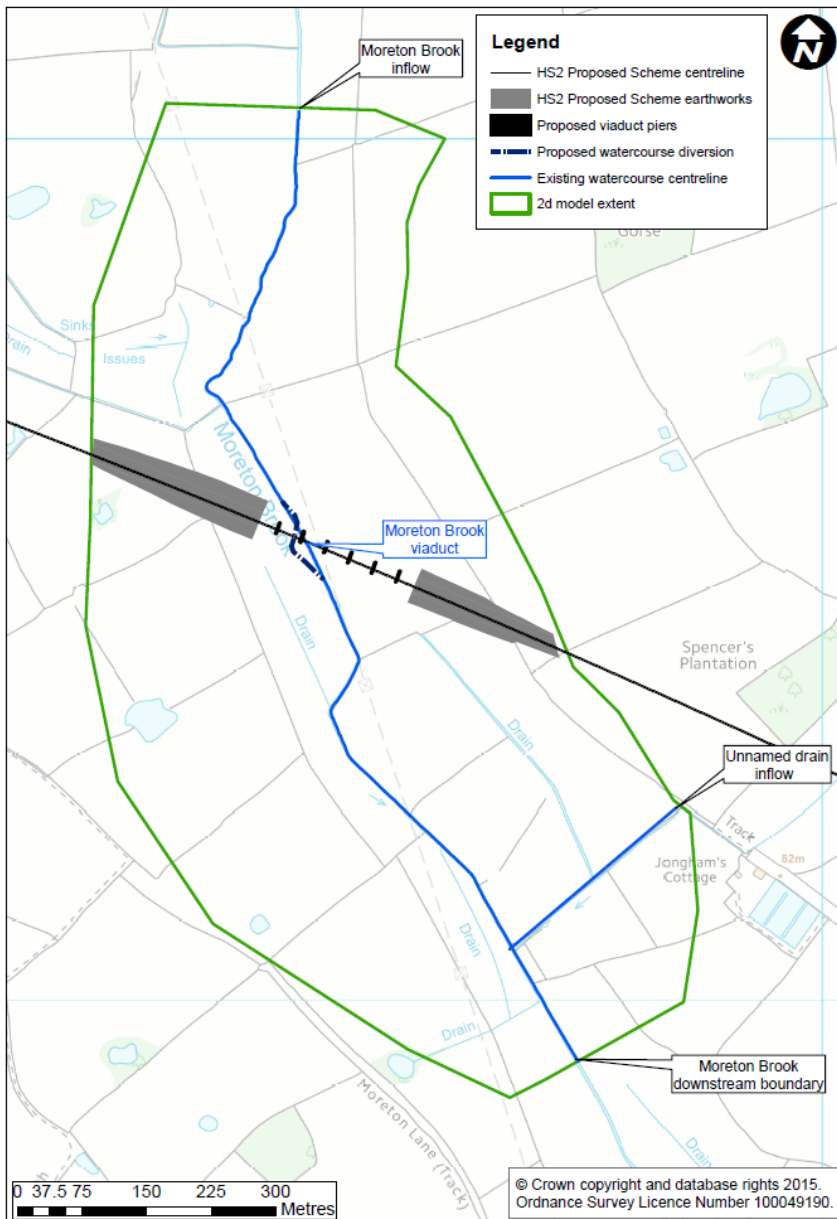 Moreton Brook
inflow
Legend
HS2 Proposed Scheme centreline
HS2 Proposed Scheme earthworks
Proposed viaduct piers
Proposed watercourse diversion
Existing watercourse centreline
2d model extent
N
Gorse
Sinks
Drain
Issues
Moreton Brook
Moreton Brook
viaduct
Drain
Spencer's
Plantation
Drain
Unnamed drain
inflow
Track
82m
Jongham's
Cottage
Drain
Drain
Moreton Brook
downstream boundary
Moreton Lane (Track)
Drain
0 37.5 75 150 225 300
Metres
© Crown copyright and database rights 2015.
Ordnance Survey Licence Number 100049190.